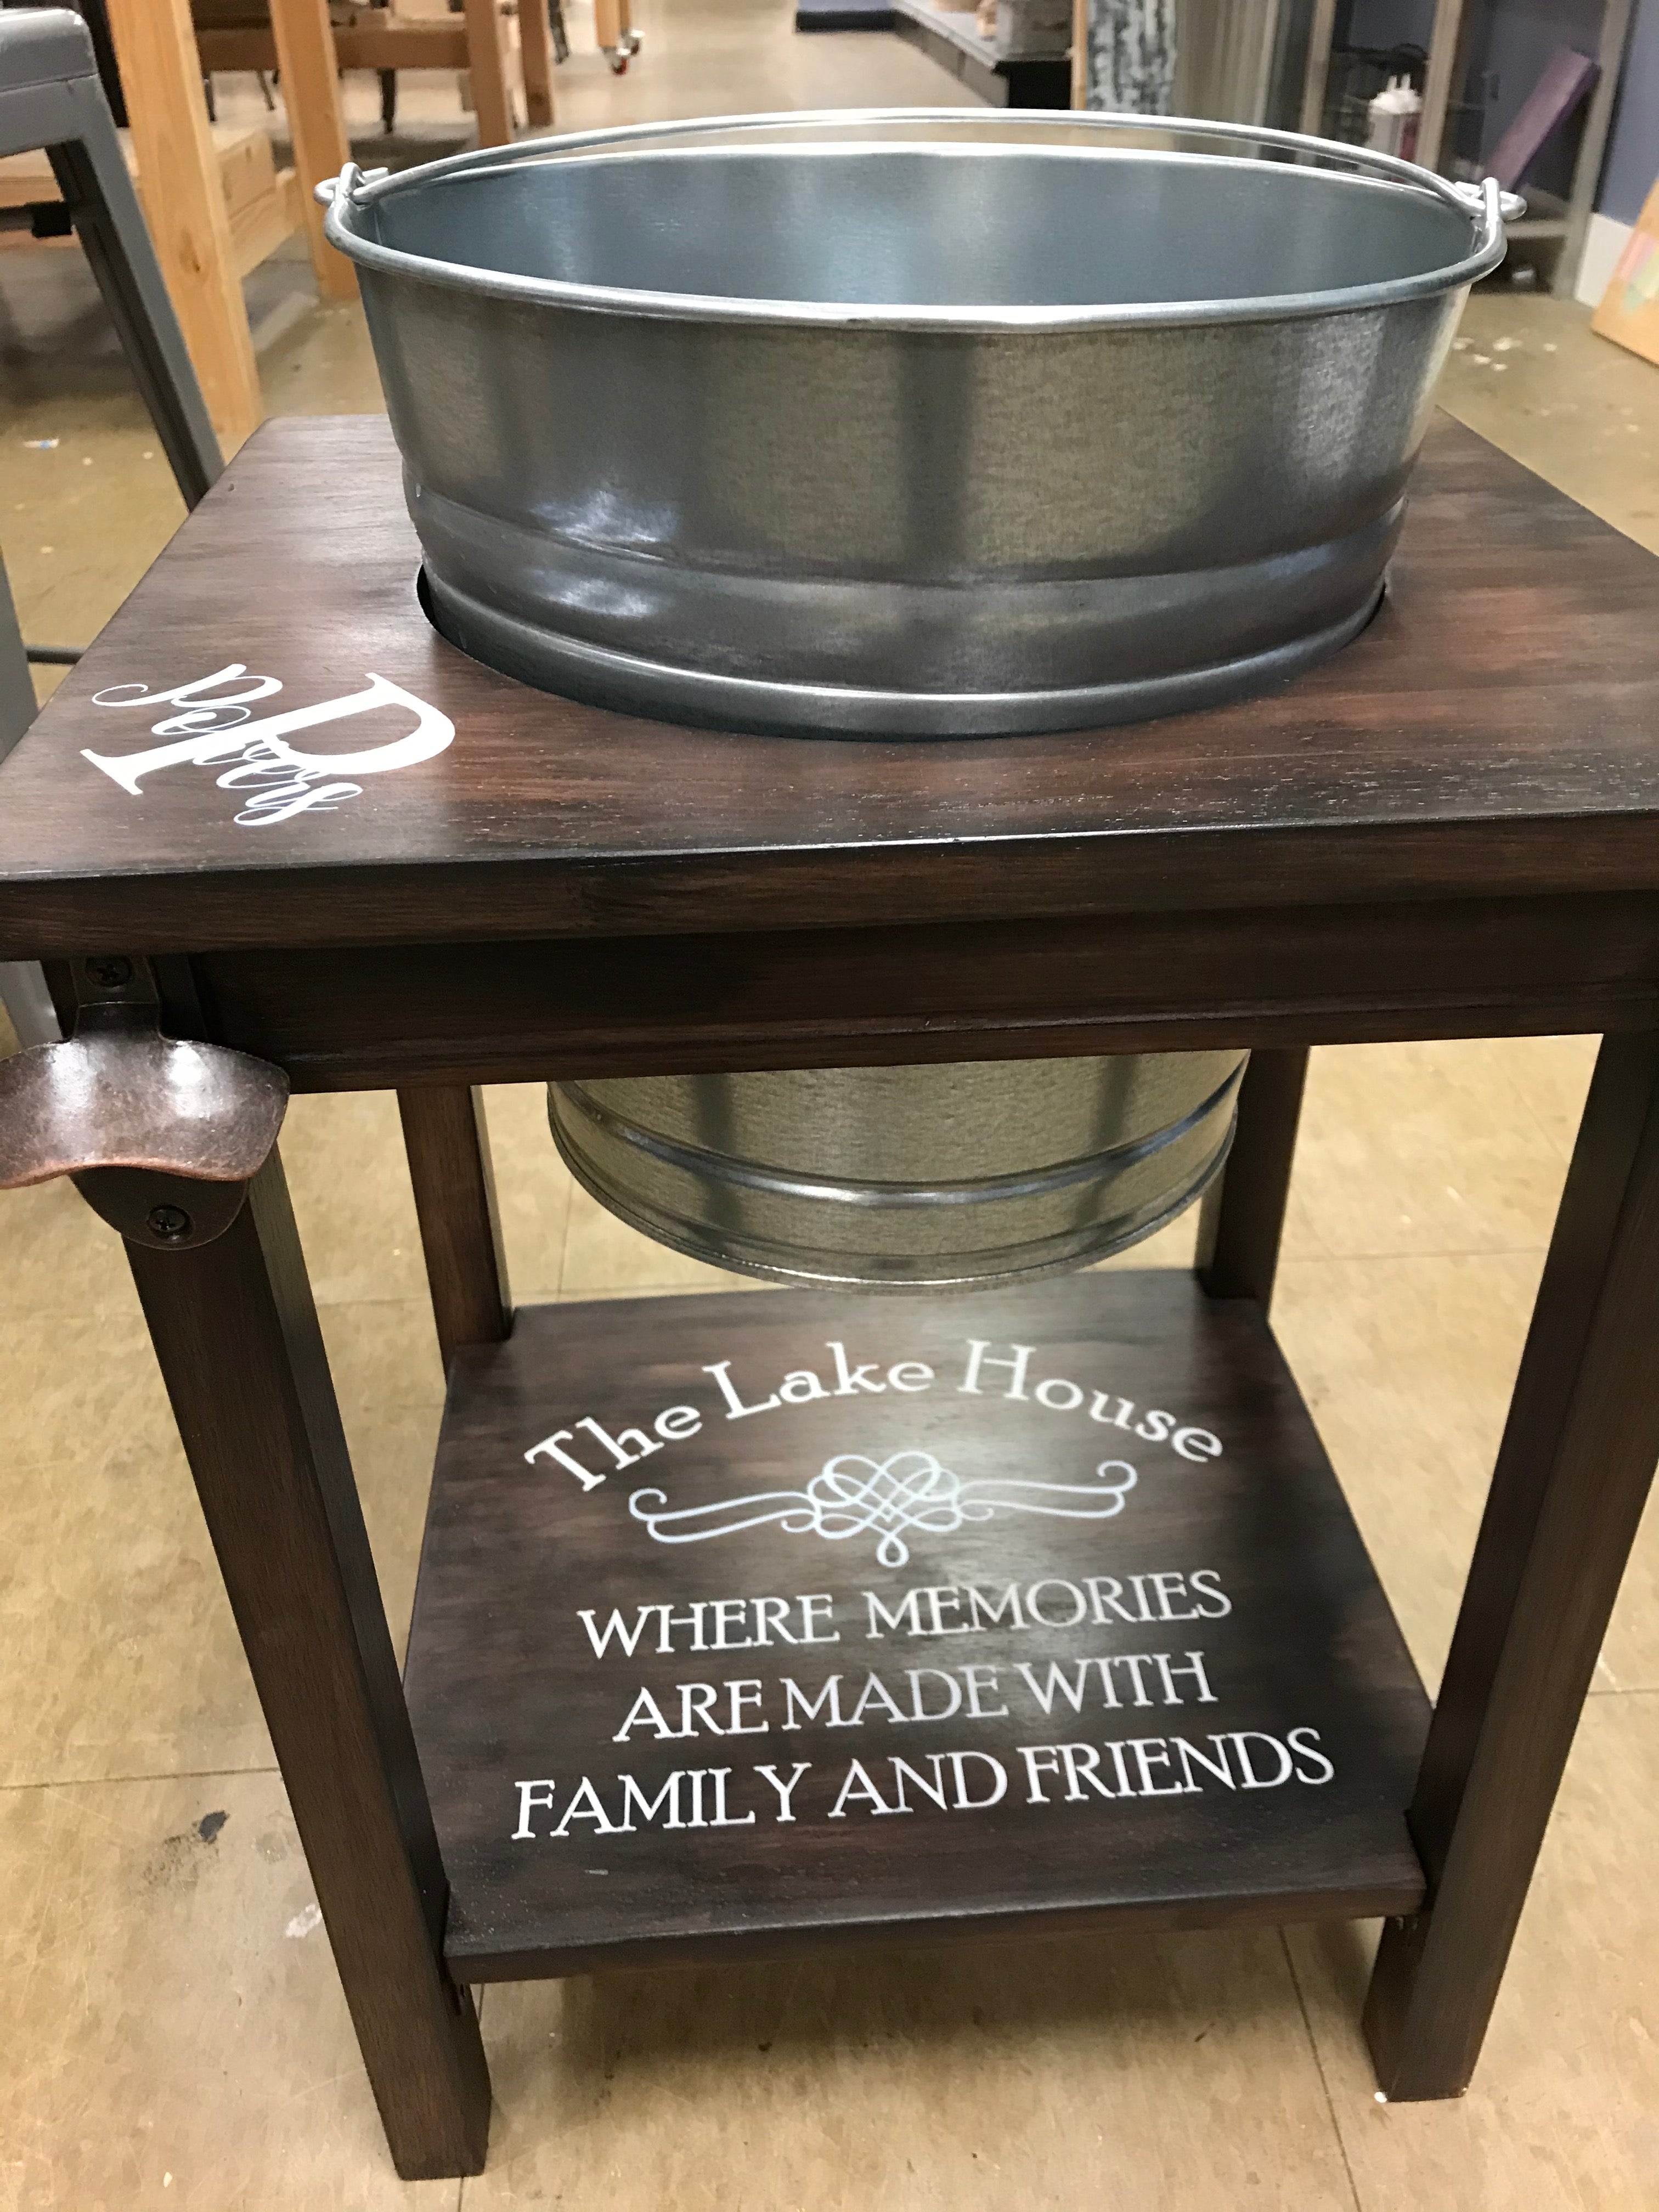 P
The Lake House
WHERE MEMORIES
ARE MADE WITH
FAMILY AND FRIENDS